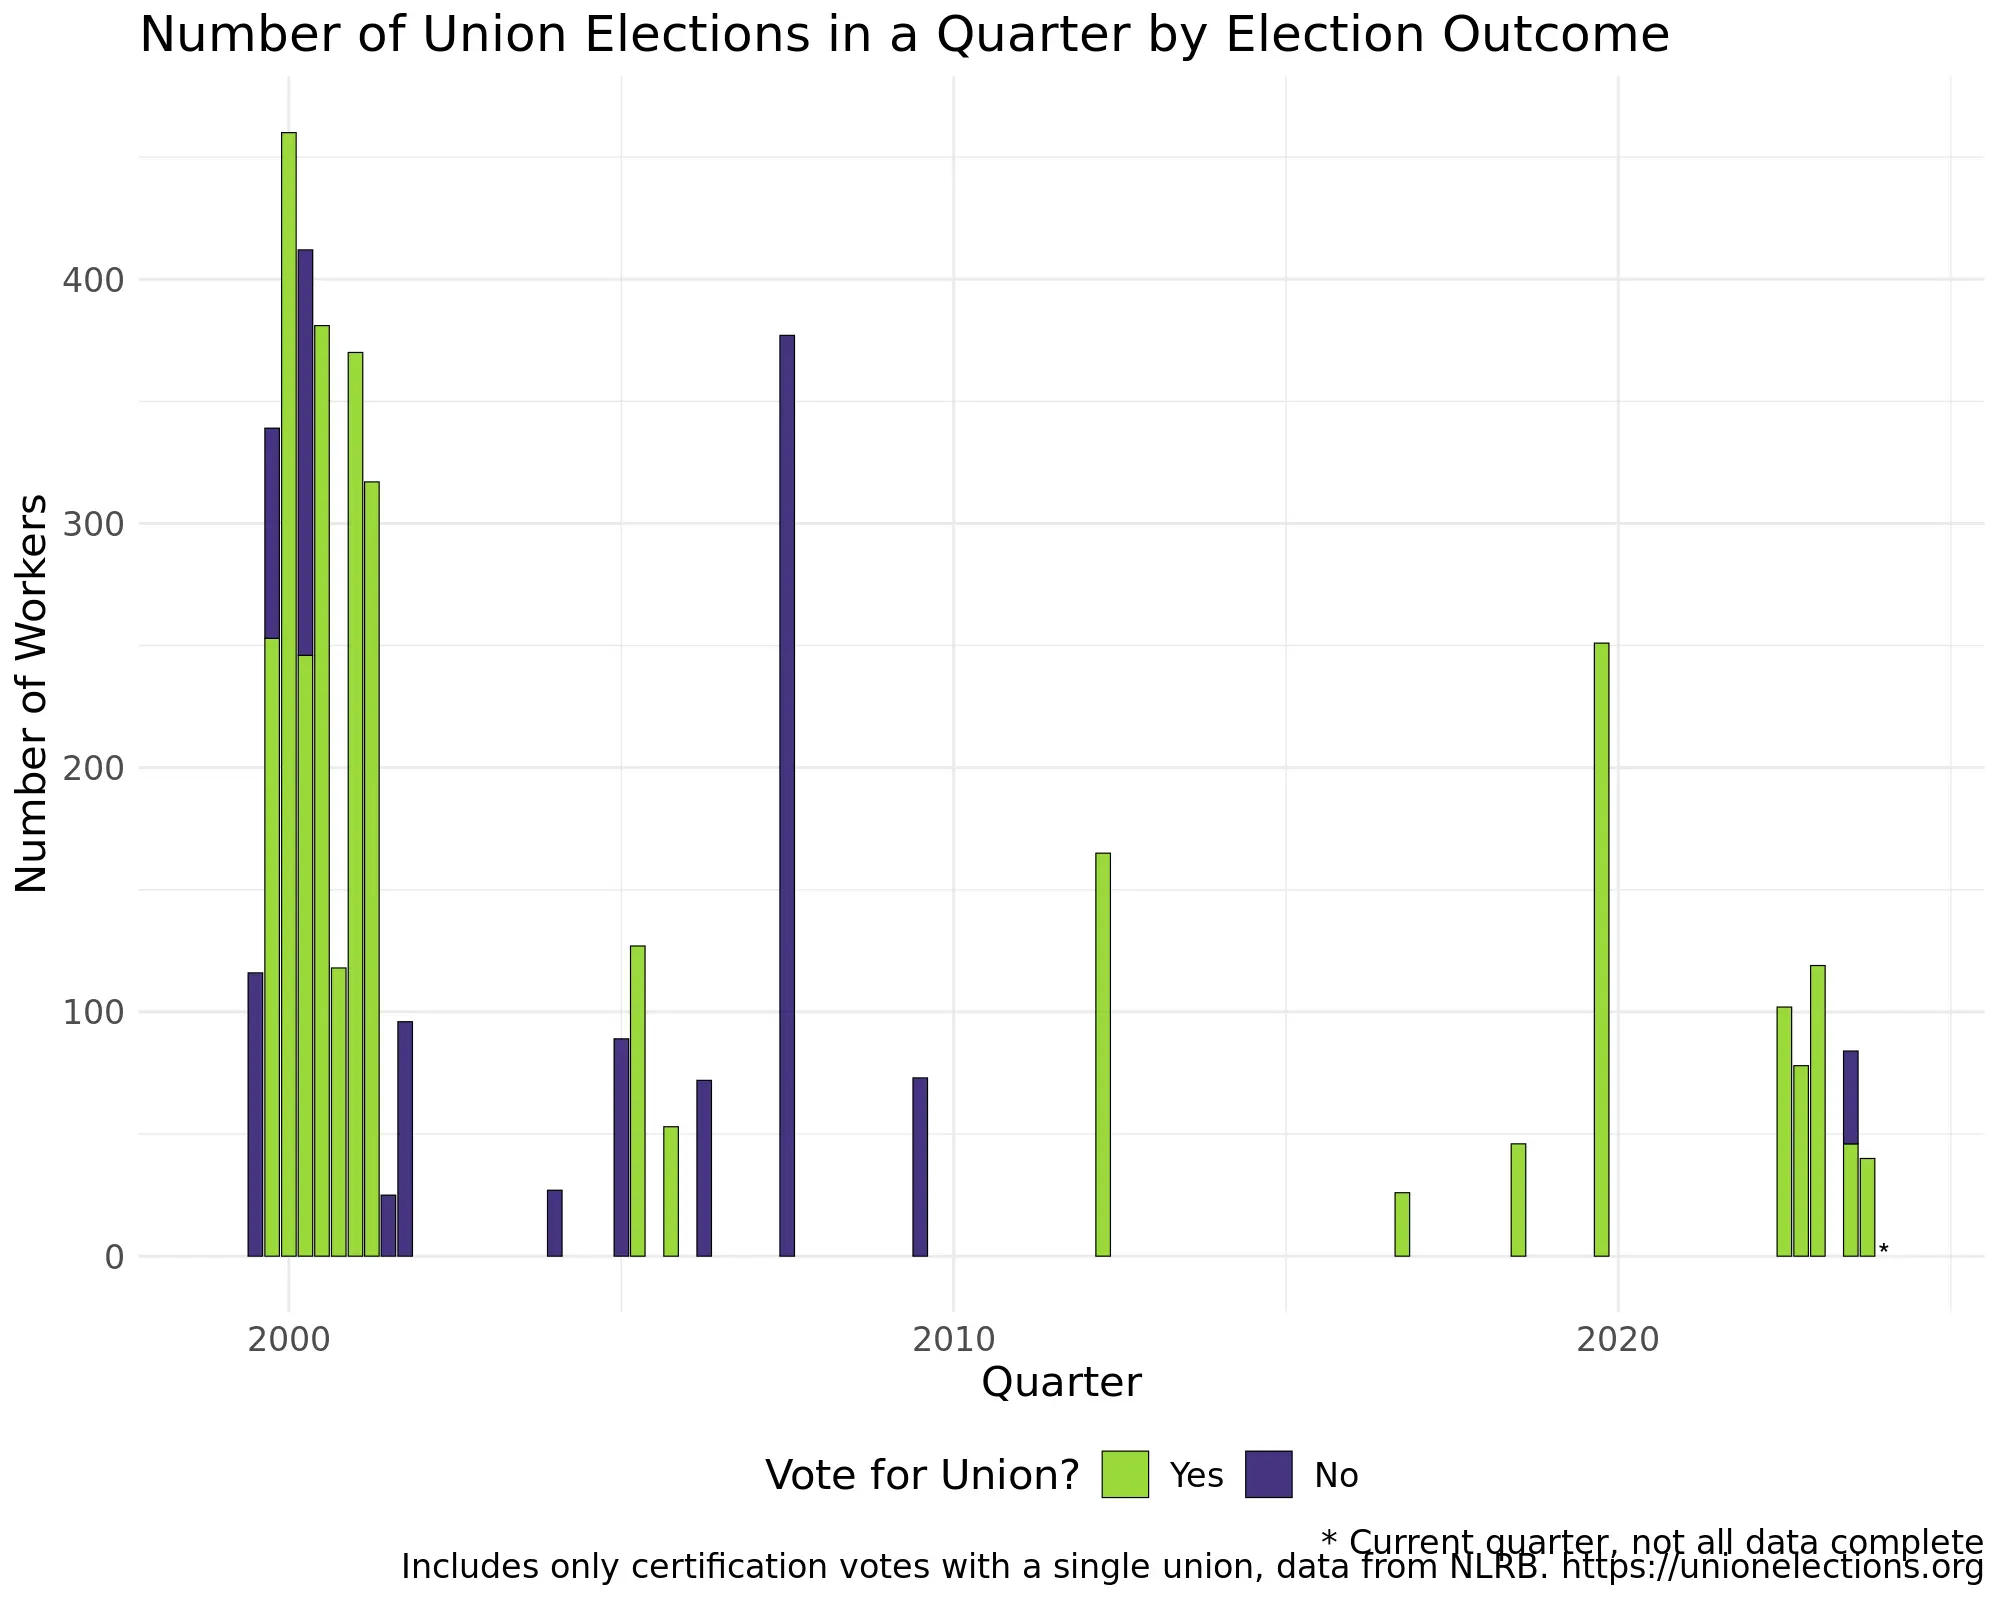 Number of Union Elections in a Quarter by Election Outcome
Number of Workers
400
300
200
100
0
*
2000
2010
2020
Quarter
Vote for Union? Yes No
* Current quarter, not all data complete
Includes only certification votes with a single union, data from NLRB. https://unionelections.org